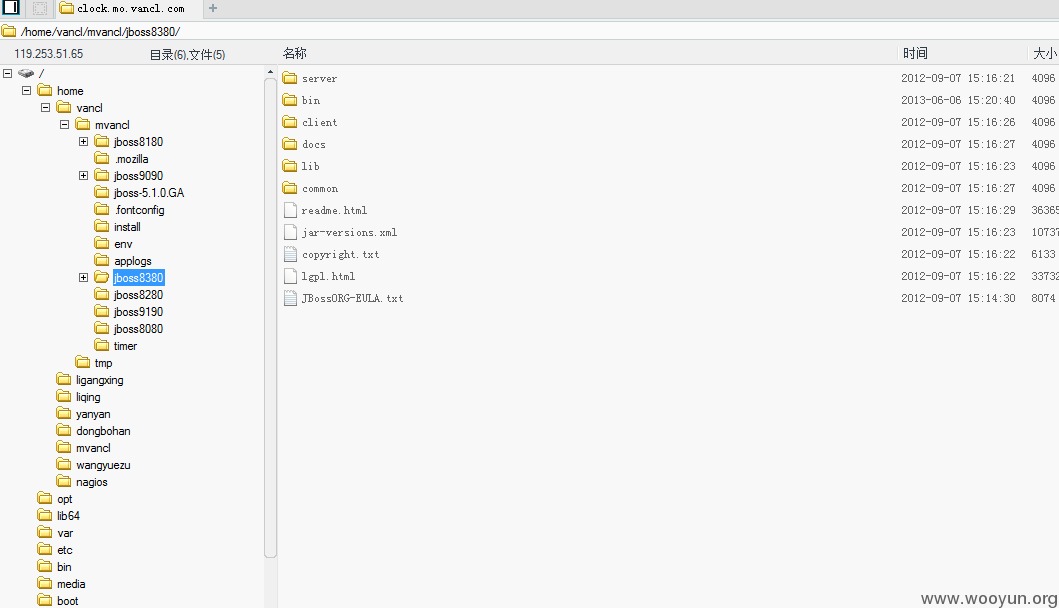 clock.mo.vancl.com
/home/vancl/mvancl/jboss8380/
119.253.51.65 目录(6),文件(5) 名称 时间 大小
/
home
vancl
mvancl
jboss8180
.mozilla
jboss9090
jboss-5.1.0.GA
.fontconfig
install
env
applogs
jboss8380
jboss8280
jboss9190
jboss8080
timer
tmp
ligangxing
liqing
yanyan
dongbohan
mvancl
wangyuezu
nagios
opt
lib64
var
etc
bin
media
boot
server 2012-09-07 15:16:21 4096
bin 2013-06-06 15:20:40 4096
client 2012-09-07 15:16:26 4096
docs 2012-09-07 15:16:27 4096
lib 2012-09-07 15:16:23 4096
common 2012-09-07 15:16:27 4096
readme.html 2012-09-07 15:16:29 36365
jar-versions.xml 2012-09-07 15:16:23 10737
copyright.txt 2012-09-07 15:16:22 6133
lgpl.html 2012-09-07 15:16:22 33732
JBossORG-EULA.txt 2012-09-07 15:14:30 8074
www.wooyun.org